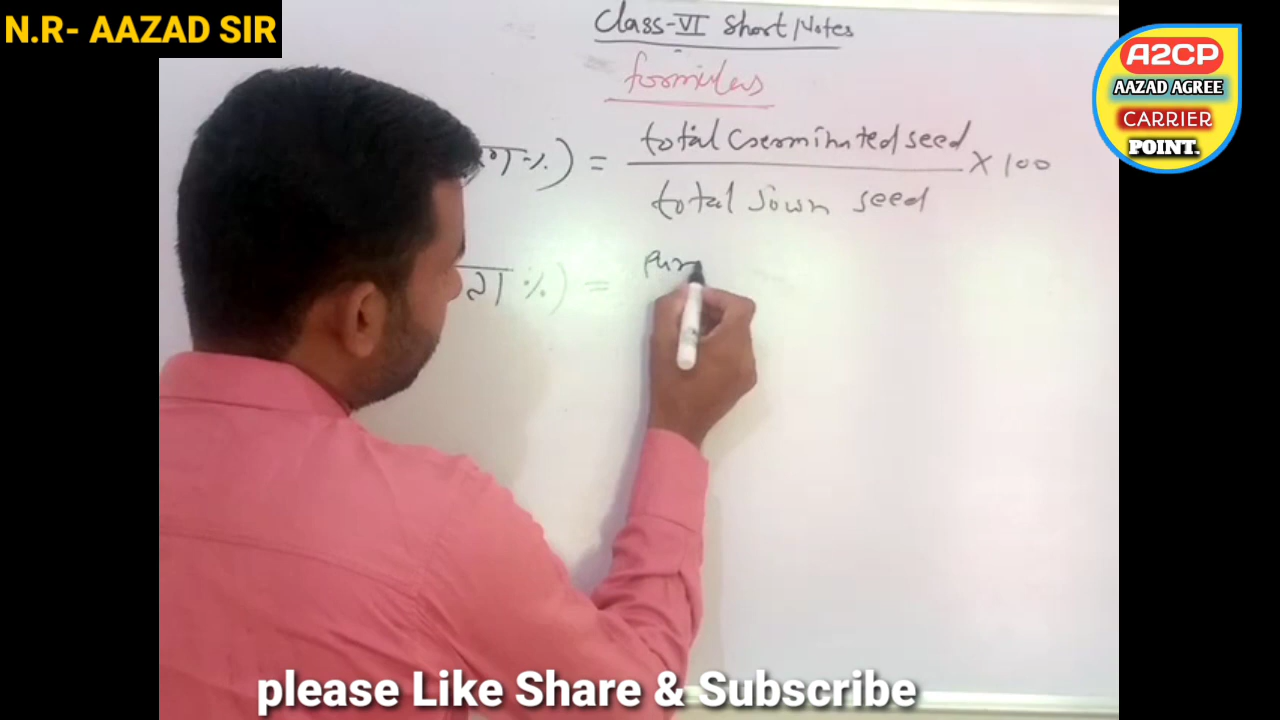 N.R- AAZAD SIR
Class-VI Short Notes
formulas
%) = total Germinated seed × 100
total Sown seed
%) = Pur
A2CP
AAZAD AGREE
CARRIER
POINT.
please Like Share & Subscribe